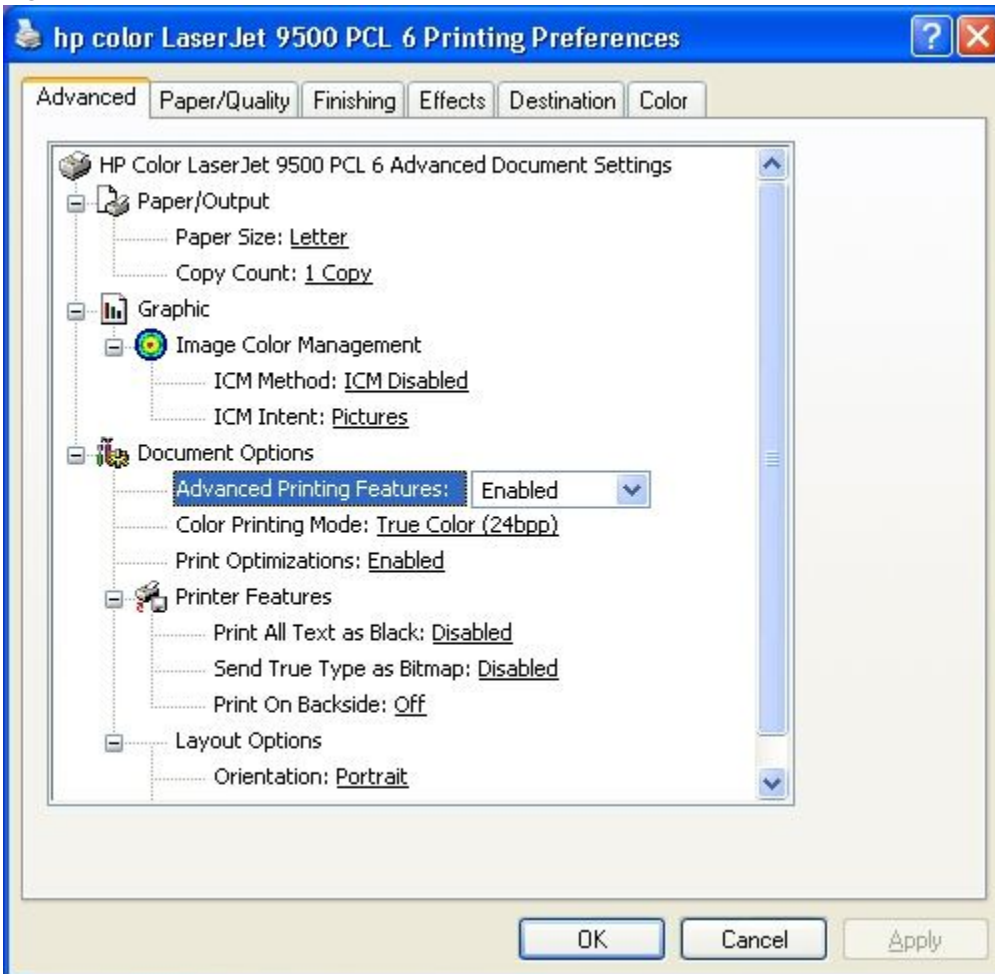 hp color LaserJet 9500 PCL 6 Printing Preferences
Advanced Paper/Quality Finishing Effects Destination Color
HP Color LaserJet 9500 PCL 6 Advanced Document Settings
Paper/Output
Paper Size: Letter
Copy Count: 1 Copy
Graphic
Image Color Management
ICM Method: ICM Disabled
ICM Intent: Pictures
Document Options
Advanced Printing Features: Enabled
Color Printing Mode: True Color (24bpp)
Print Optimizations: Enabled
Printer Features
Print All Text as Black: Disabled
Send True Type as Bitmap: Disabled
Print On Backside: Off
Layout Options
Orientation: Portrait
OK Cancel Apply